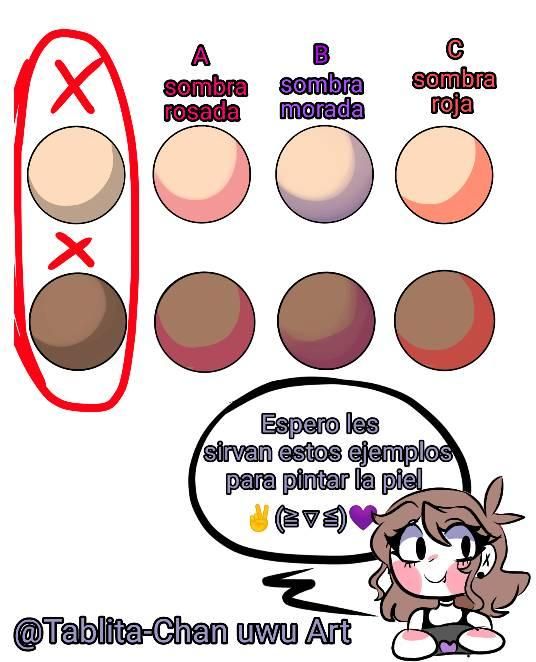 A
sombra
rosada
B
sombra
morada
C
sombra
roja
Espero les
sirvan estos ejemplos
para pintar la piel
✌️(≧▽≦)💜
@Tablita-Chan uwu Art